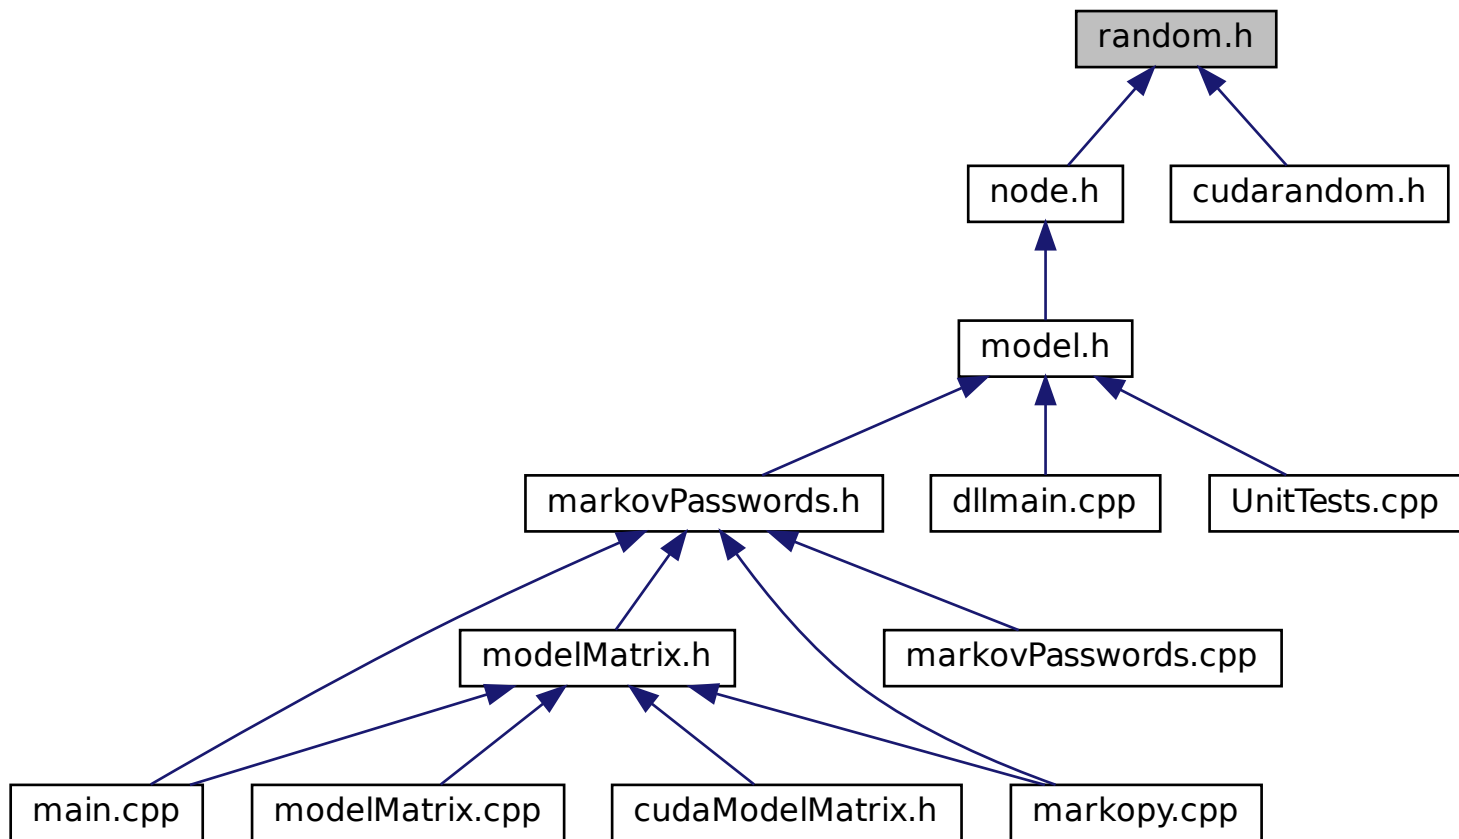 random.h
node.h
cudarandom.h
model.h
markovPasswords.h
dllmain.cpp
UnitTests.cpp
modelMatrix.h
markovPasswords.cpp
main.cpp
modelMatrix.cpp
cudaModelMatrix.h
markopy.cpp